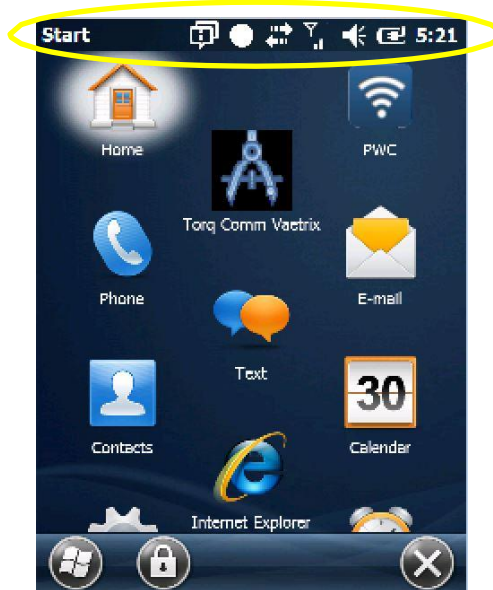 Start 5:21
Home
PWC
Torq Comm Vaetrix
Phone
E-mail
Text
30
Contacts
Calendar
Internet Explorer